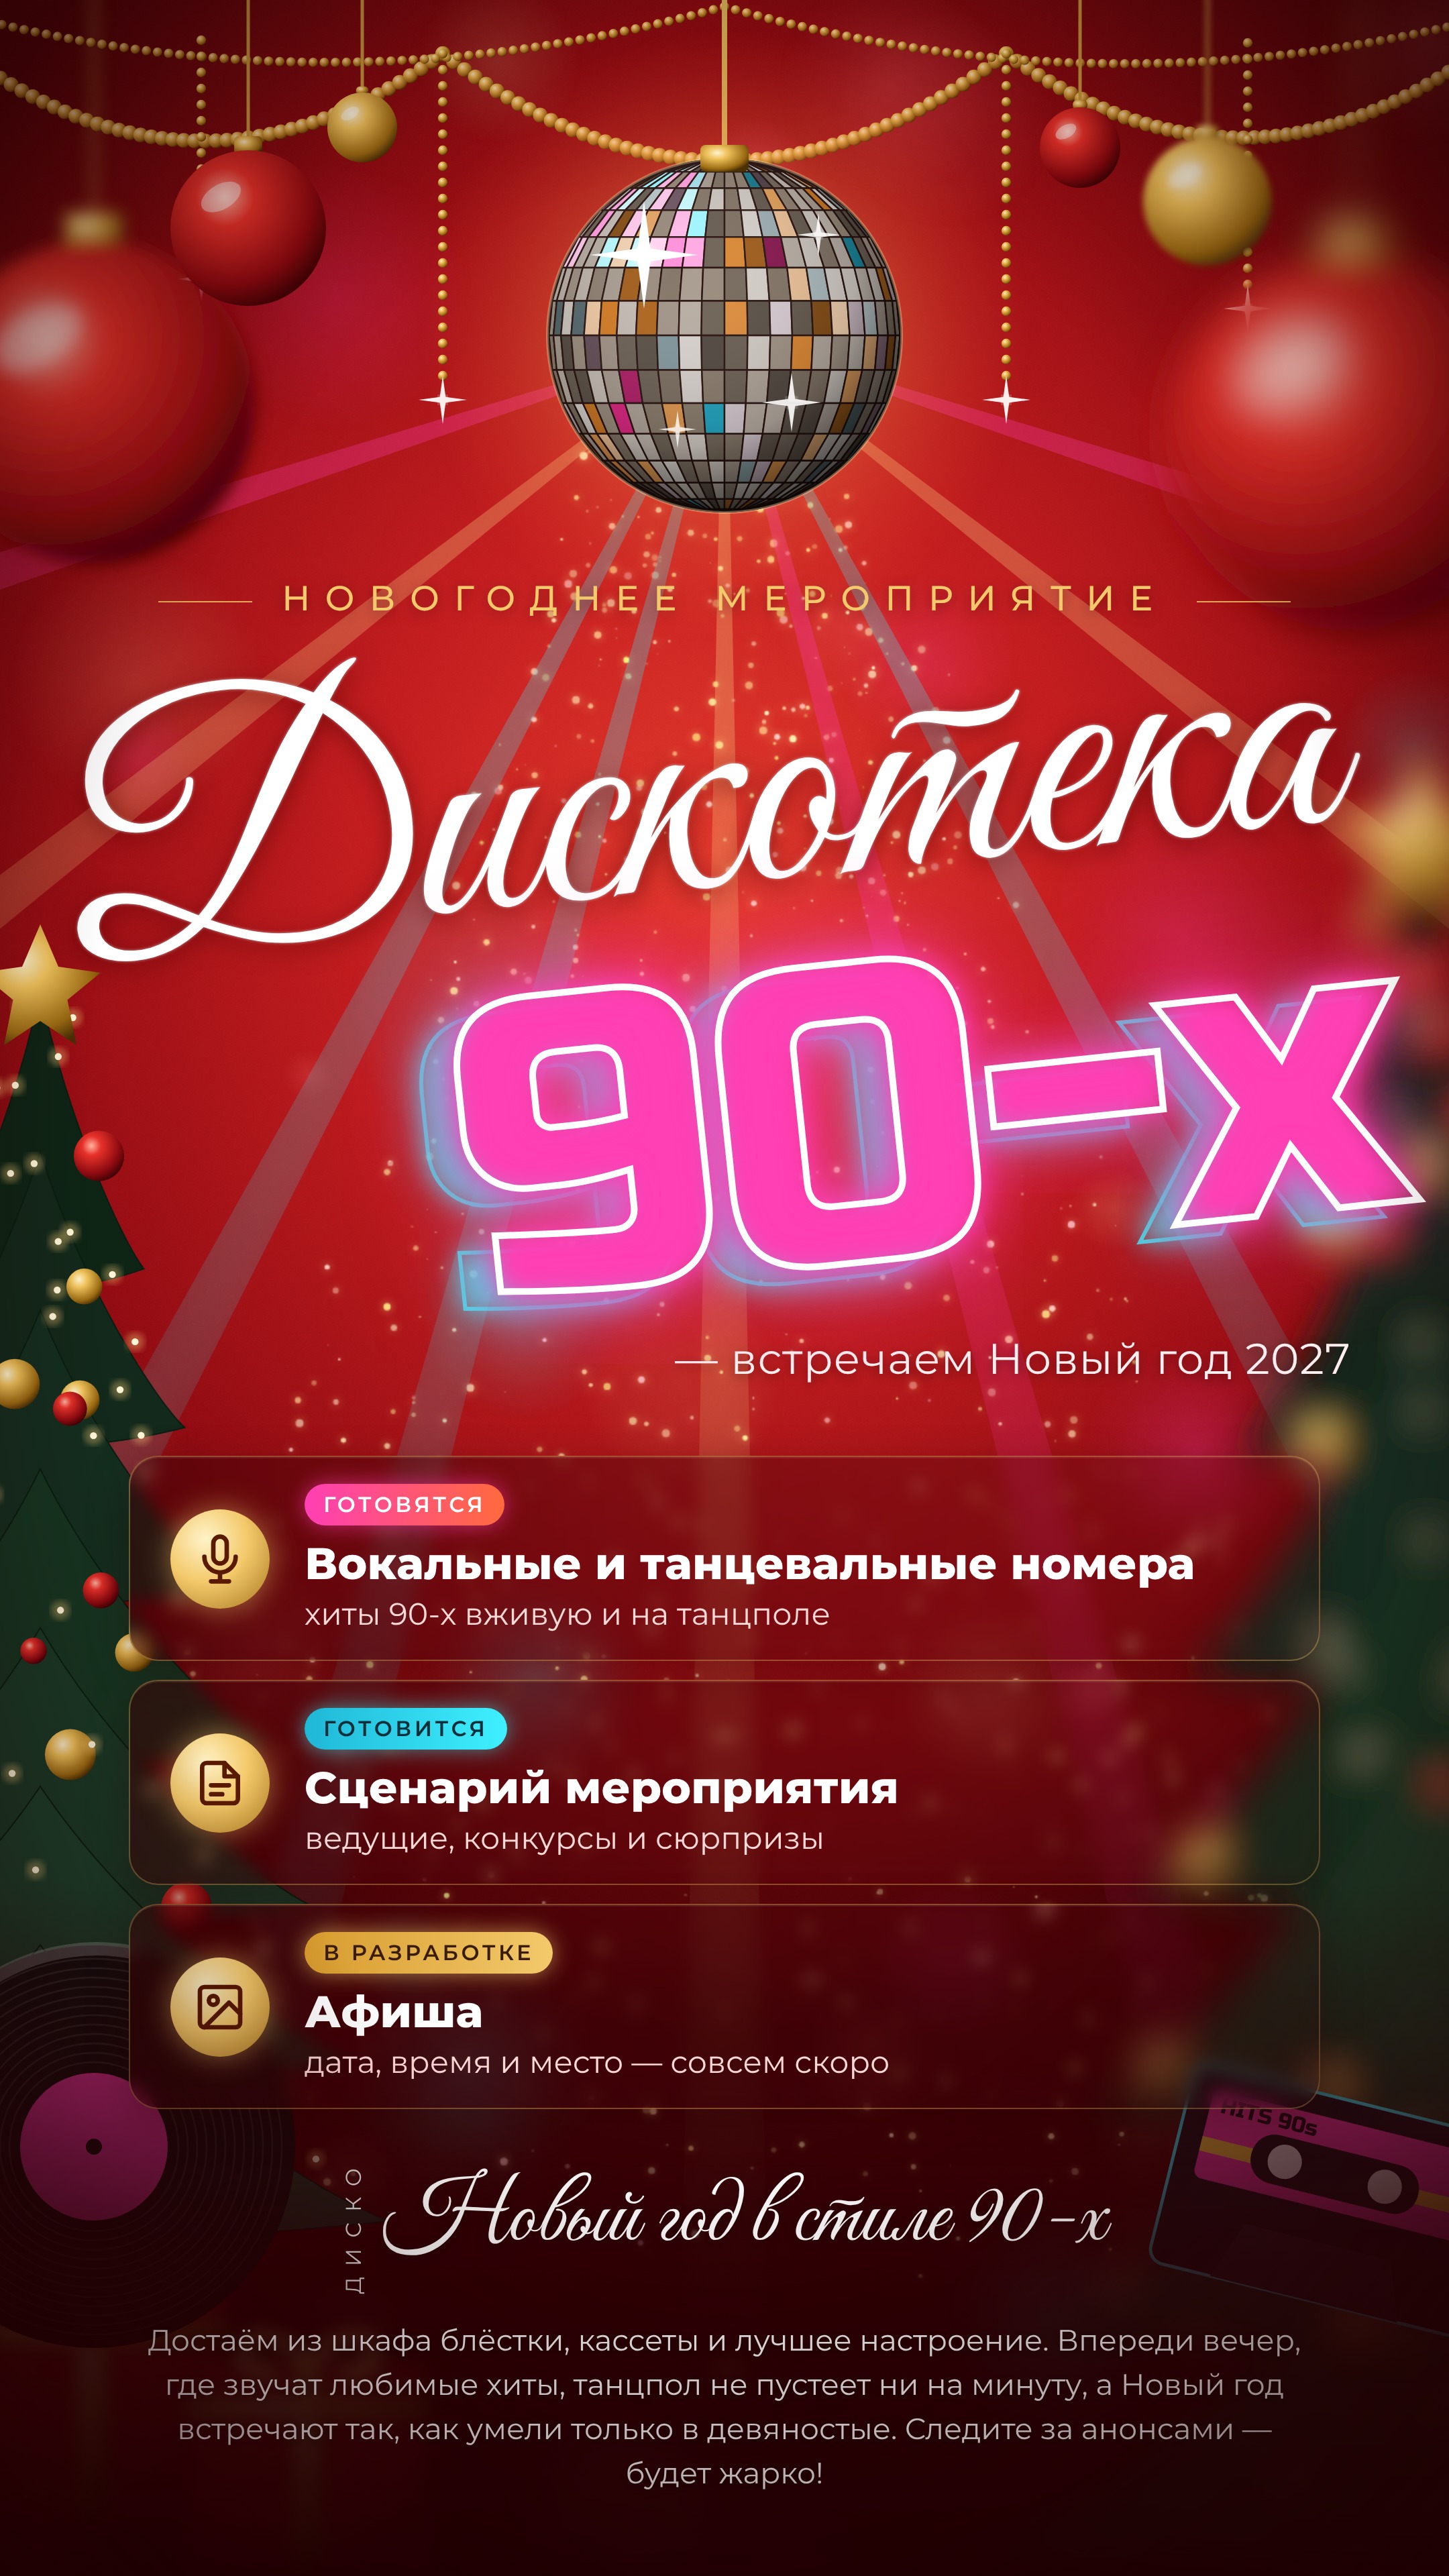 НОВОГОДНЕЕ МЕРОПРИЯТИЕ
Дискотека
90-х
— встречаем Новый год 2027
ГОТОВЯТСЯ
Вокальные и танцевальные номера
хиты 90-х вживую и на танцполе
ГОТОВИТСЯ
Сценарий мероприятия
ведущие, конкурсы и сюрпризы
В РАЗРАБОТКЕ
Афиша
дата, время и место — совсем скоро
HITS 90s
ДИСКО
Новый год в стиле 90-х
Достаём из шкафа блёстки, кассеты и лучшее настроение. Впереди вечер,
где звучат любимые хиты, танцпол не пустеет ни на минуту, а Новый год
встречают так, как умели только в девяностые. Следите за анонсами —
будет жарко!